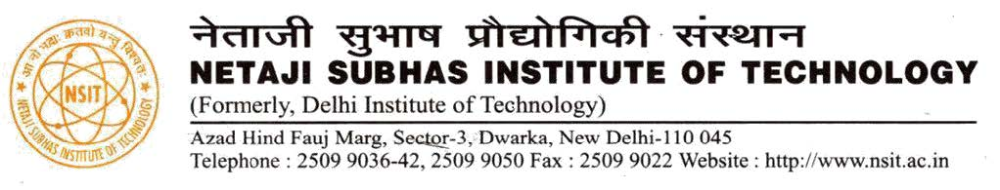 आ नो भद्राः क्रतवो यन्तु विश्वतः
NSIT
NETAJI SUBHAS INSTITUTE OF TECHNOLOGY
नेताजी सुभाष प्रौद्योगिकी संस्थान
NETAJI SUBHAS INSTITUTE OF TECHNOLOGY
(Formerly, Delhi Institute of Technology)
Azad Hind Fauj Marg, Sector-3, Dwarka, New Delhi-110 045
Telephone : 2509 9036-42, 2509 9050 Fax : 2509 9022 Website : http://www.nsit.ac.in